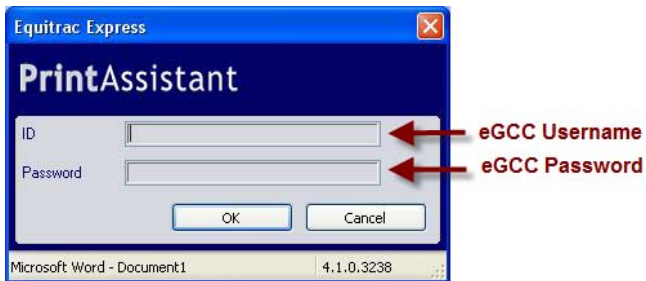 Equitrac Express
PrintAssistant
ID
eGCC Username
Password
eGCC Password
OK
Cancel
Microsoft Word - Document1
4.1.0.3238